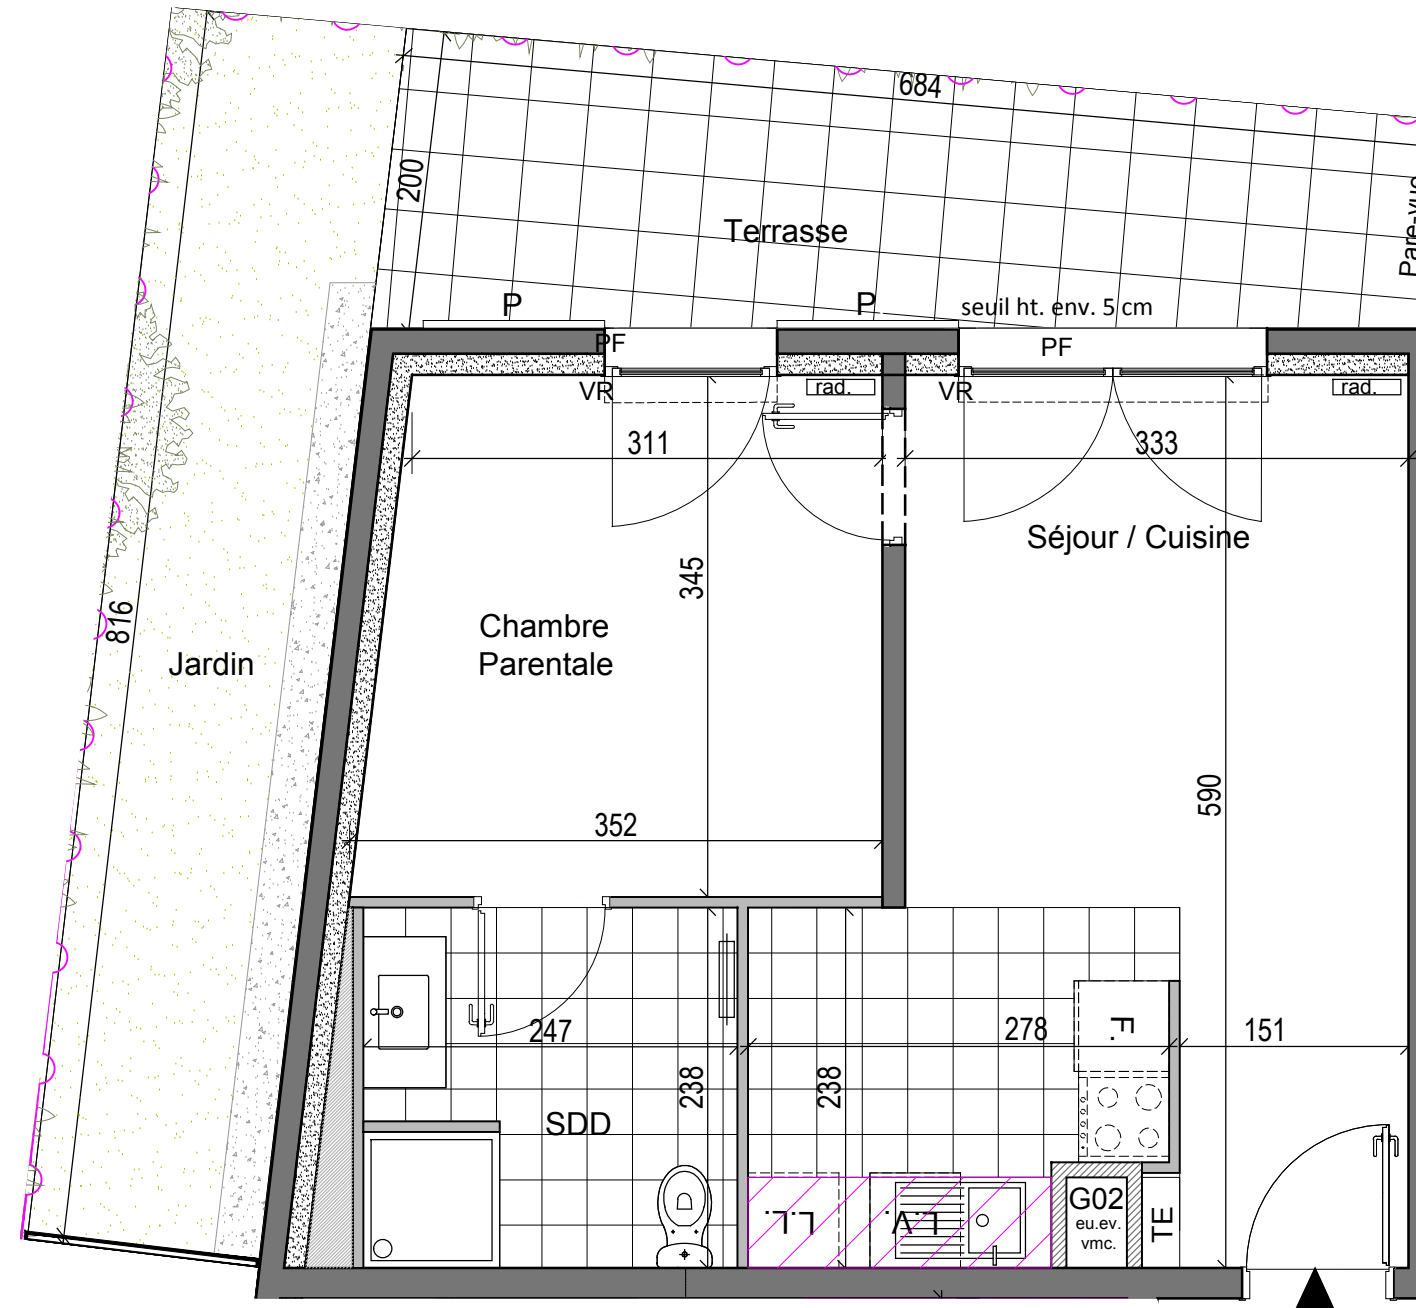 684
200
Terrasse
Pare-vue
P
P
seuil ht. env. 5 cm
PF
PF
VR
rad.
VR
rad.
311
333
Séjour / Cuisine
345
Chambre
Parentale
816
Jardin
590
352
247
278
F.
151
238
238
SDD
L.L.
L.V.
G02
eu.ev.
vmc.
TE